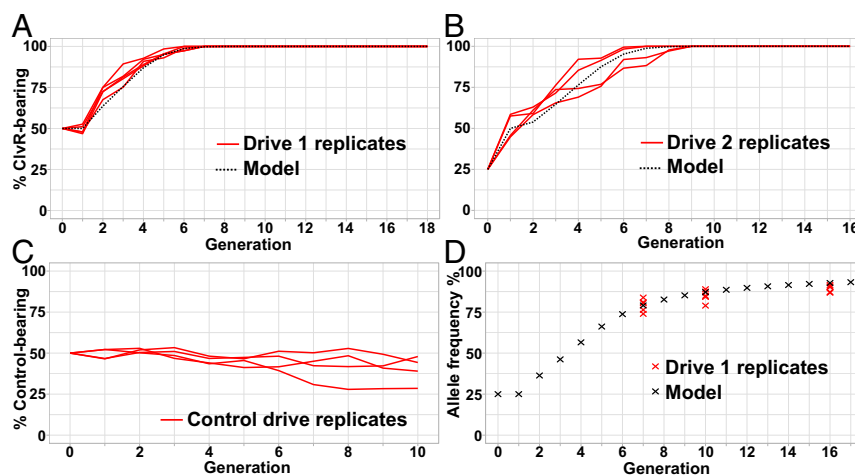 A
% ClvR-bearing
100
75
50
25
0
Drive 1 replicates
Model
0 2 4 6 8 10 12 14 16 18
Generation
B
% ClvR-bearing
100
75
50
25
0
Drive 2 replicates
Model
0 2 4 6 8 10 12 14 16
Generation
C
% Control-bearing
100
75
50
25
0
Control drive replicates
0 2 4 6 8 10
Generation
D
Allele frequency %
100
75
50
25
0
Drive 1 replicates
Model
0 2 4 6 8 10 12 14 16
Generation